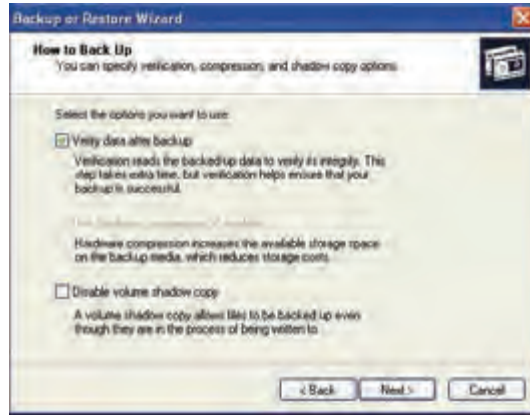 Backup or Restore Wizard
How to Back Up
You can specify verification, compression, and shadow copy options.
Select the options you want to use:
Verify data after backup
Verification reads the backed up data to verify its integrity. This
step takes extra time, but verification helps ensure that your
backup is successful.
Hardware compression increases the available storage space
on the backup media, which reduces storage costs.
Disable volume shadow copy
A volume shadow copy allows files to be backed up even
though they are in the process of being written to.
< Back
Next >
Cancel